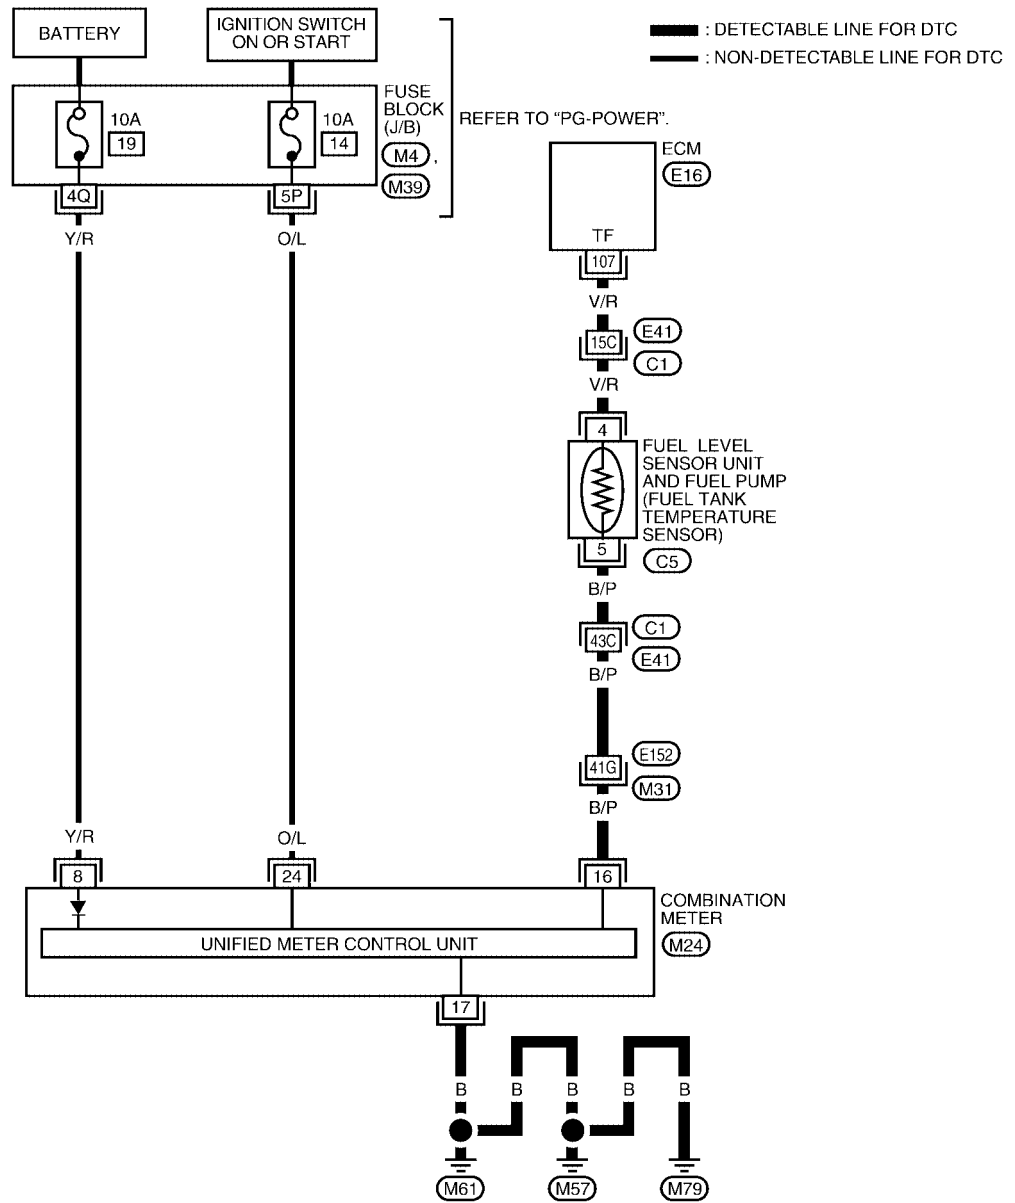 BATTERY
IGNITION SWITCH
ON OR START
: DETECTABLE LINE FOR DTC
: NON-DETECTABLE LINE FOR DTC
10A
19
10A
14
FUSE
BLOCK
(J/B)
M4 ,
M39
REFER TO "PG-POWER".
4Q
5P
Y/R
O/L
ECM
E16
TF
107
V/R
15C
E41
C1
V/R
4
FUEL LEVEL
SENSOR UNIT
AND FUEL PUMP
(FUEL TANK
TEMPERATURE
SENSOR)
5
C5
B/P
43C
C1
E41
B/P
41G
E152
M31
B/P
Y/R
O/L
8
24
16
COMBINATION
METER
M24
UNIFIED METER CONTROL UNIT
17
B
B
B
B
B
M61
M57
M79